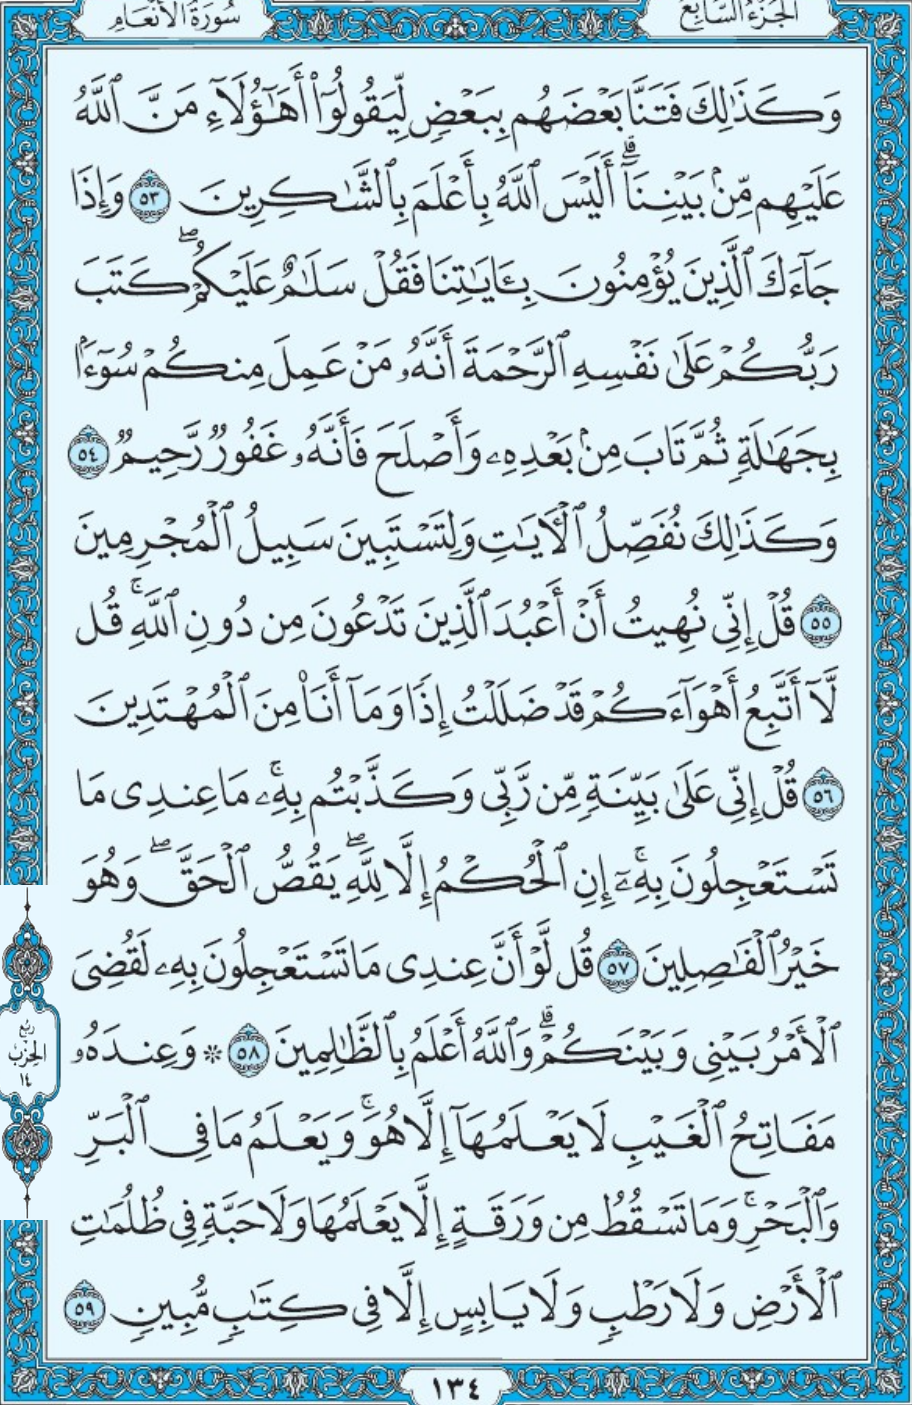 سُورَةُ الأَنْعَامِ
الجُزْءُ السَّابِعُ
وَكَذَٰلِكَ فَتَنَّا بَعْضَهُم بِبَعْضٍ لِّيَقُولُوٓا۟ أَهَـٰٓؤُلَآءِ مَنَّ ٱللَّهُ
عَلَيْهِم مِّنۢ بَيْنِنَآ ۗ أَلَيْسَ ٱللَّهُ بِأَعْلَمَ بِٱلشَّـٰكِرِينَ ٥٣ وَإِذَا
جَآءَكَ ٱلَّذِينَ يُؤْمِنُونَ بِـَٔايَـٰتِنَا فَقُلْ سَلَـٰمٌ عَلَيْكُمْ ۖ كَتَبَ
رَبُّكُمْ عَلَىٰ نَفْسِهِ ٱلرَّحْمَةَ أَنَّهُۥ مَنْ عَمِلَ مِنكُمْ سُوٓءًۢا
بِجَهَـٰلَةٍ ثُمَّ تَابَ مِنۢ بَعْدِهِۦ وَأَصْلَحَ فَأَنَّهُۥ غَفُورٌ رَّحِيمٌ ٥٤
وَكَذَٰلِكَ نُفَصِّلُ ٱلْـَٔايَـٰتِ وَلِتَسْتَبِينَ سَبِيلُ ٱلْمُجْرِمِينَ
٥٥ قُلْ إِنِّى نُهِيتُ أَنْ أَعْبُدَ ٱلَّذِينَ تَدْعُونَ مِن دُونِ ٱللَّهِ ۚ قُل
لَّآ أَتَّبِعُ أَهْوَآءَكُمْ قَدْ ضَلَلْتُ إِذًا وَمَآ أَنَا۠ مِنَ ٱلْمُهْتَدِينَ
٥٦ قُلْ إِنِّى عَلَىٰ بَيِّنَةٍ مِّن رَّبِّى وَكَذَّبْتُم بِهِۦ ۚ مَا عِندِى مَا
تَسْتَعْجِلُونَ بِهِۦٓ ۚ إِنِ ٱلْحُكْمُ إِلَّا لِلَّهِ ۖ يَقُصُّ ٱلْحَقَّ ۖ وَهُوَ
خَيْرُ ٱلْفَـٰصِلِينَ ٥٧ قُل لَّوْ أَنَّ عِندِى مَا تَسْتَعْجِلُونَ بِهِۦ لَقُضِىَ
ٱلْأَمْرُ بَيْنِى وَبَيْنَكُمْ ۗ وَٱللَّهُ أَعْلَمُ بِٱلظَّـٰلِمِينَ ٥٨ * وَعِندَهُۥ
رُبْعُ
الحِزْبِ
١٤
مَفَاتِحُ ٱلْغَيْبِ لَا يَعْلَمُهَآ إِلَّا هُوَ ۚ وَيَعْلَمُ مَا فِى ٱلْبَرِّ
وَٱلْبَحْرِ ۚ وَمَا تَسْقُطُ مِن وَرَقَةٍ إِلَّا يَعْلَمُهَا وَلَا حَبَّةٍ فِى ظُلُمَـٰتِ
ٱلْأَرْضِ وَلَا رَطْبٍ وَلَا يَابِسٍ إِلَّا فِى كِتَـٰبٍ مُّبِينٍ ٥٩
١٣٤